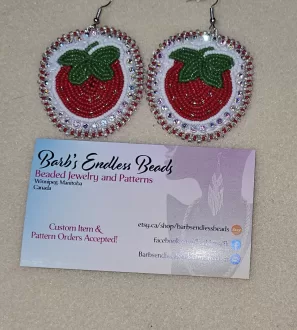 Barb's Endless Beads
Beaded Jewelry and Patterns
Winnipeg, Manitoba
Canada
Custom Item &
Pattern Orders Accepted!
etsy.ca/shop/barbsendlessbeads